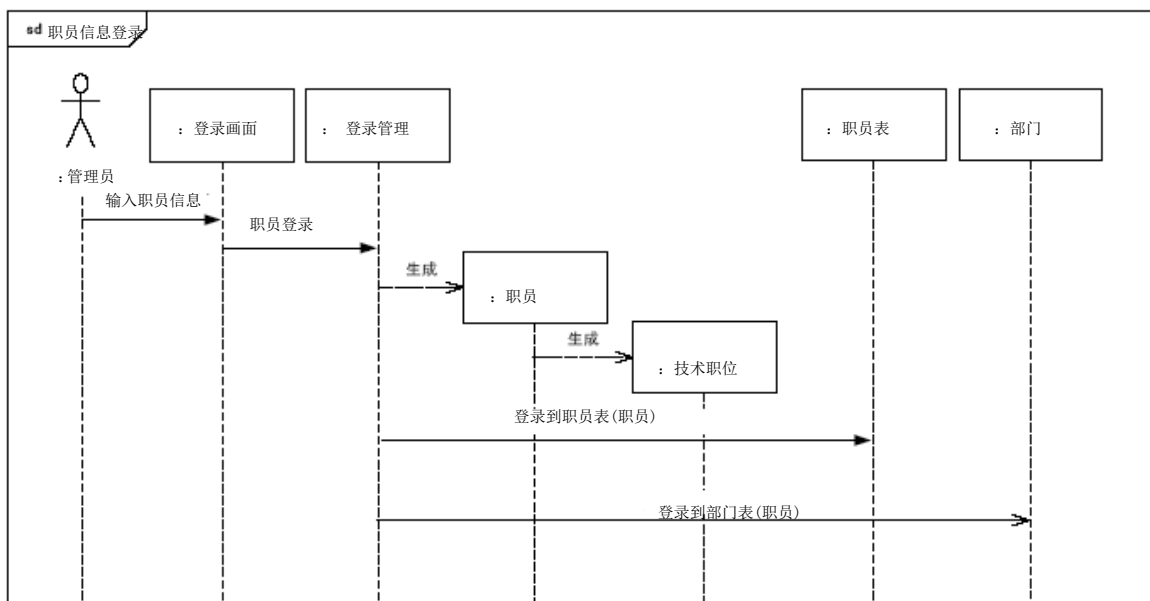 sd 职员信息登录
：登录画面
： 登录管理
：职员表
：部门
：管理员
输入职员信息
职员登录
生成
：职员
生成
：技术职位
登录到职员表(职员)
登录到部门表(职员)